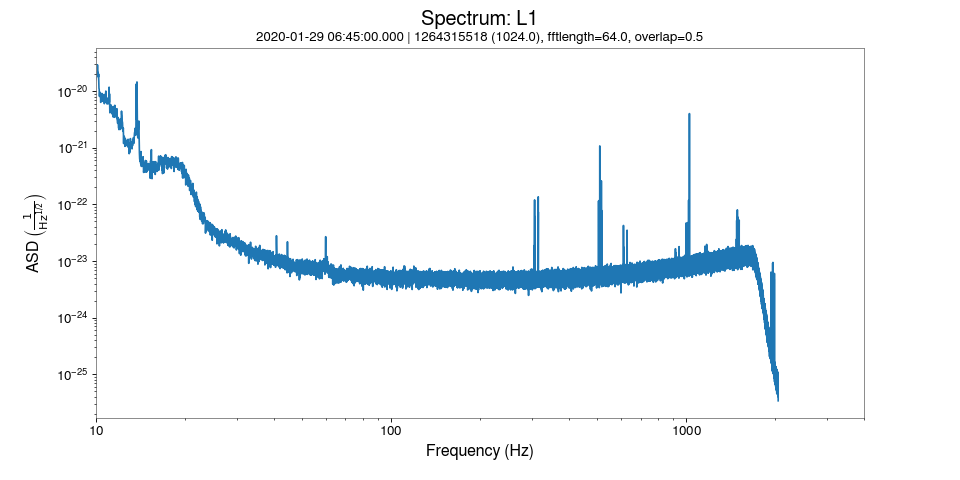 Spectrum: L1
2020-01-29 06:45:00.000 | 1264315518 (1024.0), fftlength=64.0, overlap=0.5
10⁻²⁰
10⁻²¹
10⁻²²
10⁻²³
10⁻²⁴
10⁻²⁵
ASD (1/Hz^1/2)
10 100 1000
Frequency (Hz)